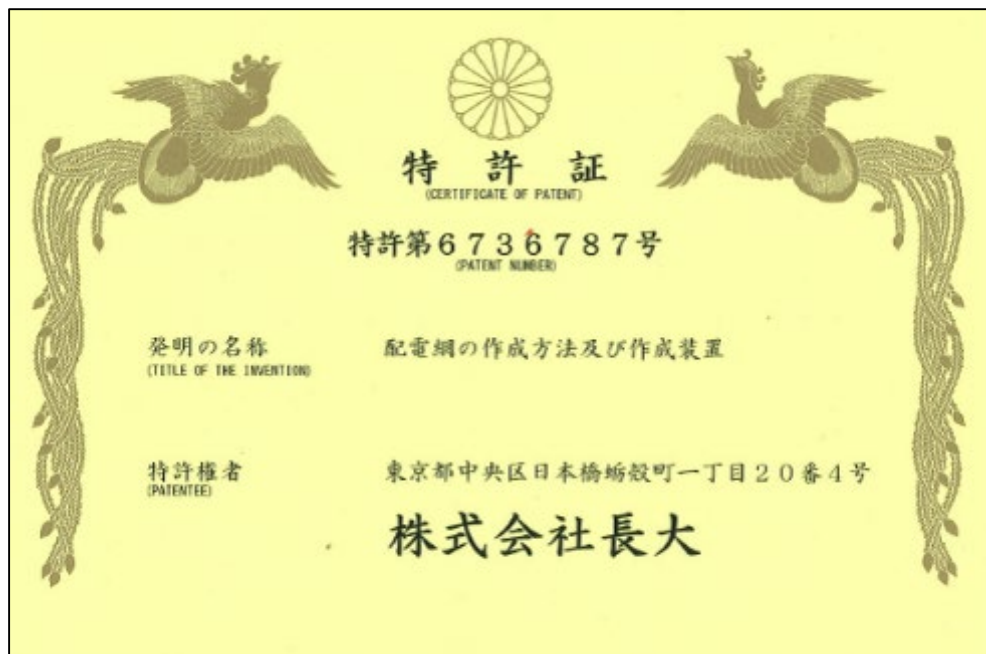 特許証
(CERTIFICATE OF PATENT)
特許第6736787号
(PATENT NUMBER)
発明の名称 配電網の作成方法及び作成装置
(TITLE OF THE INVENTION)
特許権者 東京都中央区日本橋蛎殻町一丁目20番4号
(PATENTEE)
株式会社長大